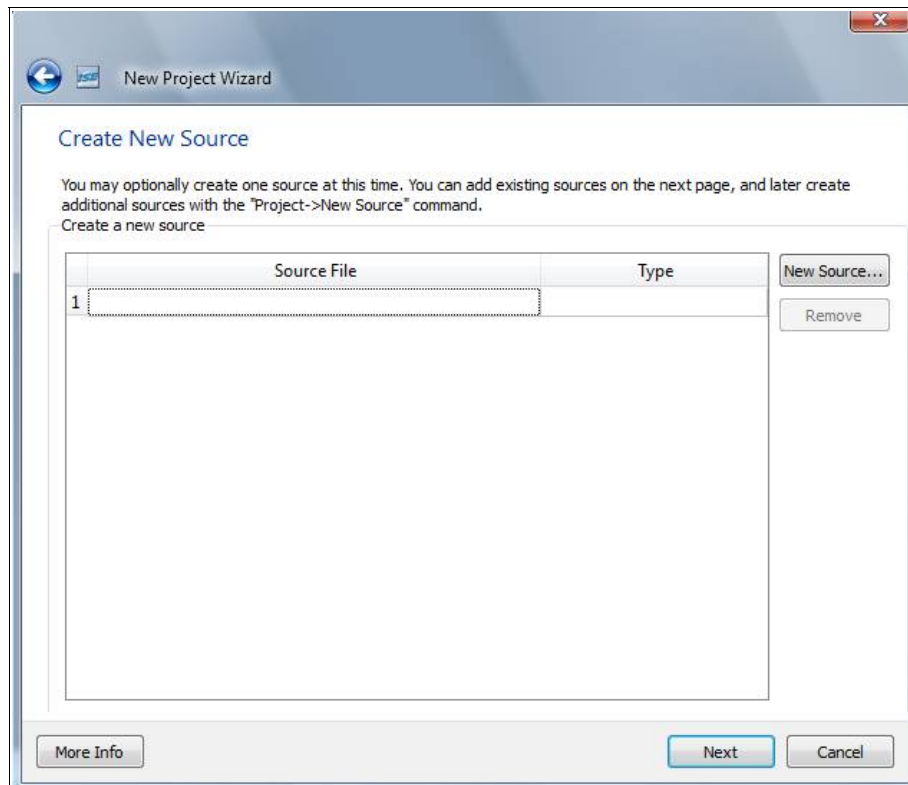 ISE
New Project Wizard
Create New Source
You may optionally create one source at this time. You can add existing sources on the next page, and later create
additional sources with the "Project->New Source" command.
Create a new source
Source File Type
New Source...
1
Remove
More Info Next Cancel